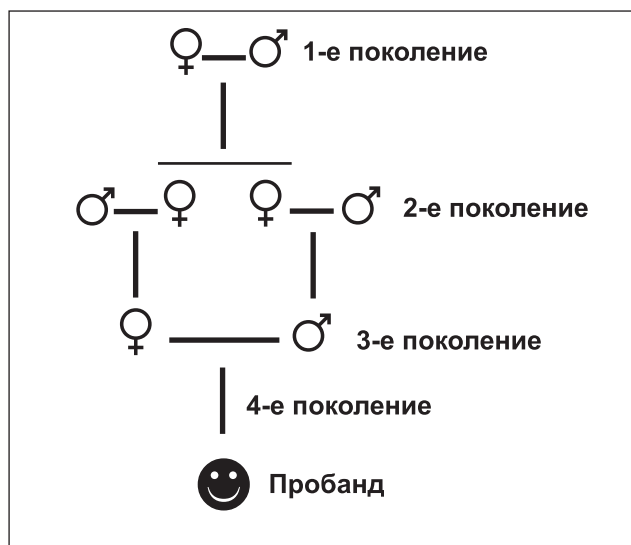 1-е поколение
2-е поколение
3-е поколение
4-е поколение
Пробанд